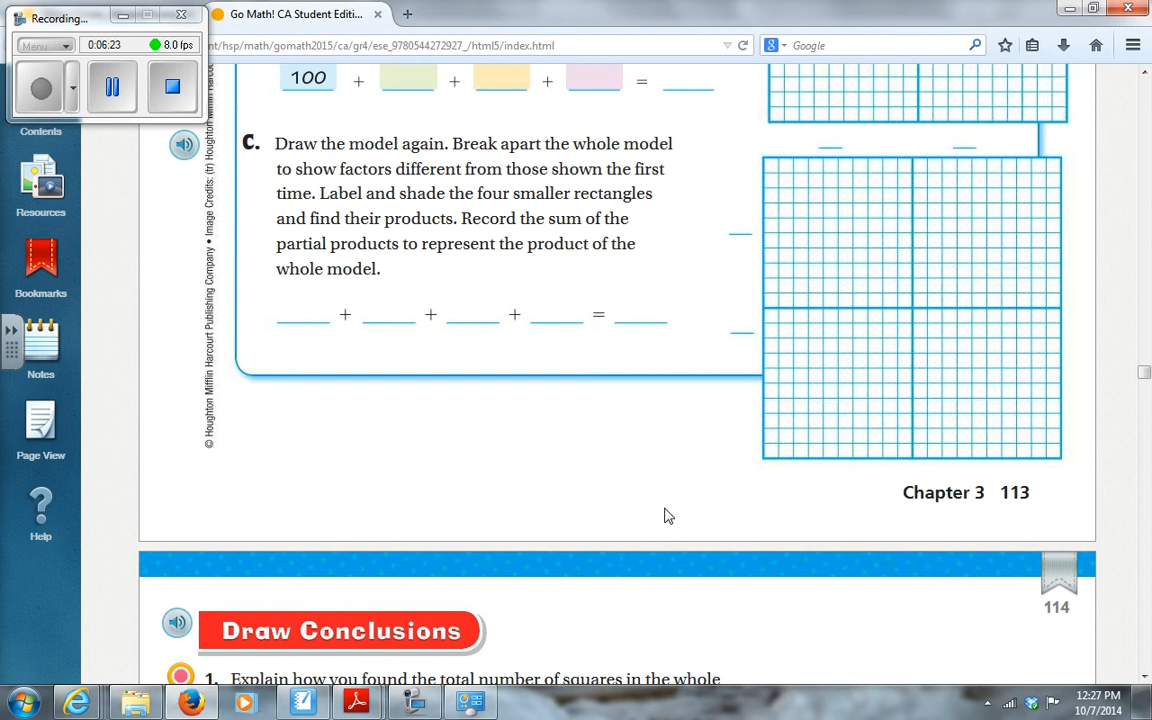 Recording...
Menu
0:06:23
8.0 fps
Go Math! CA Student Editi...
nt/hsp/math/gomath2015/ca/gr4/ese_9780544272927_/html5/index.html
Google
Contents
Resources
Bookmarks
Notes
Page View
Help
100 + + + =
C. Draw the model again. Break apart the whole model
to show factors different from those shown the first
time. Label and shade the four smaller rectangles
and find their products. Record the sum of the
partial products to represent the product of the
whole model.
+ + + =
© Houghton Mifflin Harcourt Publishing Company • Image Credits: (tr) Houghton Mifflin Harcou
Chapter 3 113
114
Draw Conclusions
1. Explain how you found the total number of squares in the whole
12:27 PM
10/7/2014